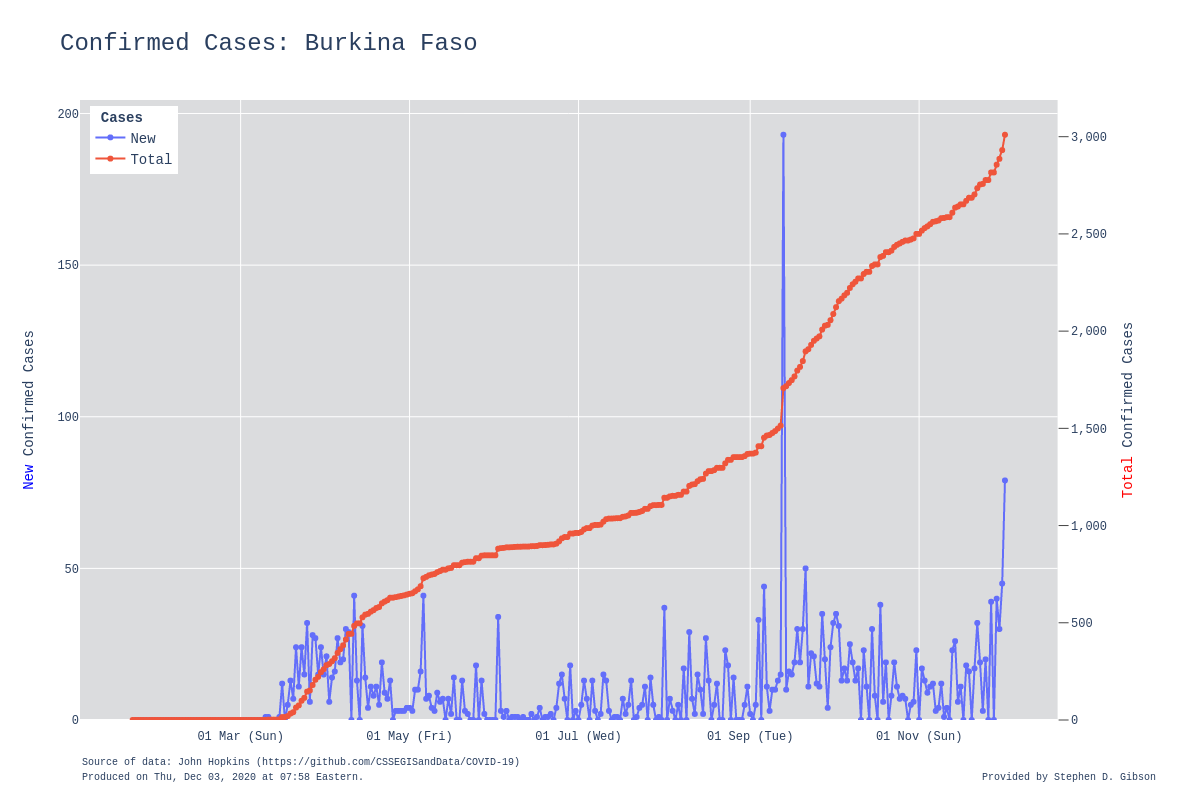 Confirmed Cases: Burkina Faso
Cases
New
Total
200
150
100
50
0
3,000
2,500
2,000
1,500
1,000
500
0
New Confirmed Cases
Total Confirmed Cases
01 Mar (Sun)
01 May (Fri)
01 Jul (Wed)
01 Sep (Tue)
01 Nov (Sun)
Source of data: John Hopkins (https://github.com/CSSEGISandData/COVID-19)
Produced on Thu, Dec 03, 2020 at 07:58 Eastern.
Provided by Stephen D. Gibson